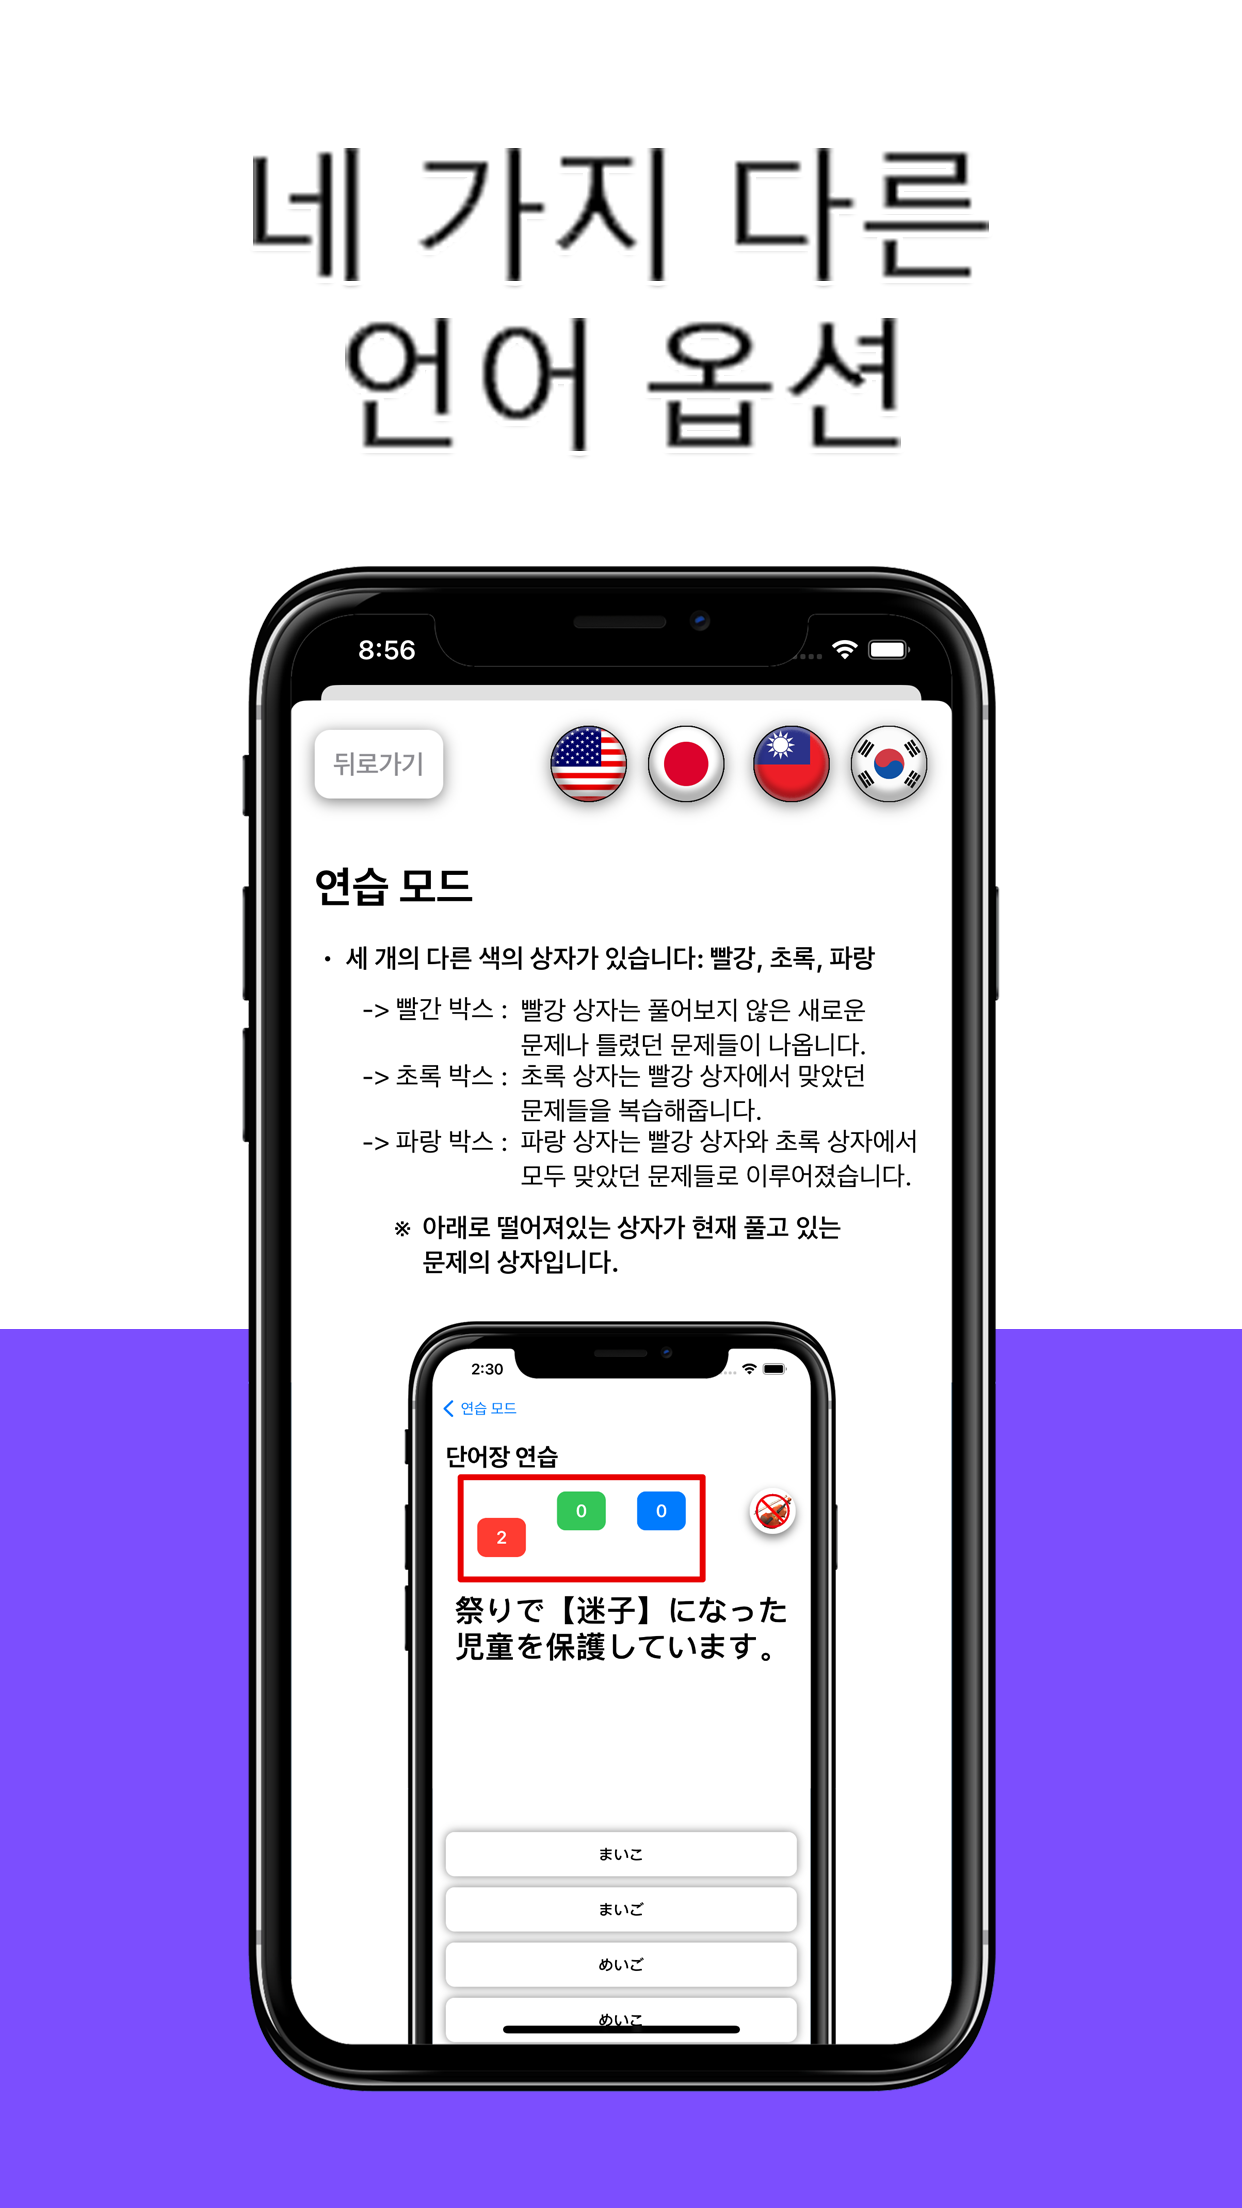 네 가지 다른
언어 옵션
8:56
뒤로가기
연습 모드
・ 세 개의 다른 색의 상자가 있습니다: 빨강, 초록, 파랑
-> 빨간 박스 : 빨강 상자는 풀어보지 않은 새로운
문제나 틀렸던 문제들이 나옵니다.
-> 초록 박스 : 초록 상자는 빨강 상자에서 맞았던
문제들을 복습해줍니다.
-> 파랑 박스 : 파랑 상자는 빨강 상자와 초록 상자에서
모두 맞았던 문제들로 이루어졌습니다.
※ 아래로 떨어져있는 상자가 현재 풀고 있는
문제의 상자입니다.
2:30
연습 모드
단어장 연습
2 0 0
祭りで【迷子】になった
児童を保護しています。
まいこ
まいご
めいご
めいこ